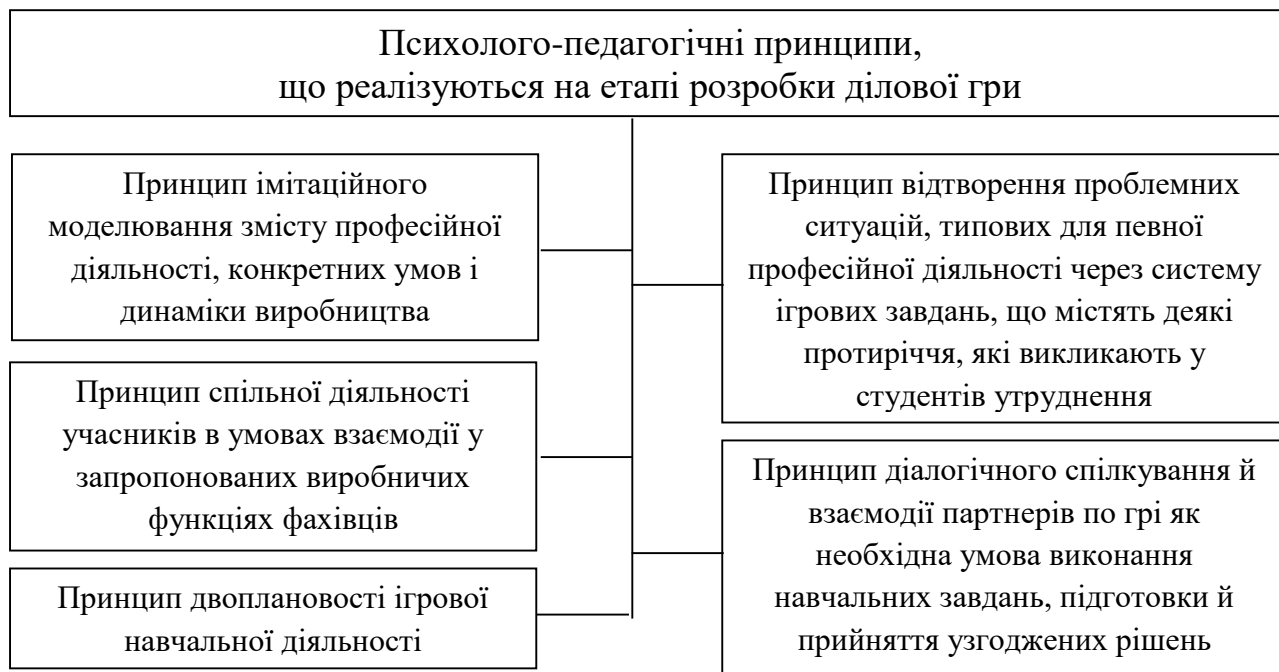 Психолого-педагогічні принципи,
що реалізуються на етапі розробки ділової гри
Принцип імітаційного
моделювання змісту професійної
діяльності, конкретних умов і
динаміки виробництва
Принцип спільної діяльності
учасників в умовах взаємодії у
запропонованих виробничих
функціях фахівців
Принцип двоплановості ігрової
навчальної діяльності
Принцип відтворення проблемних
ситуацій, типових для певної
професійної діяльності через систему
ігрових завдань, що містять деякі
протиріччя, які викликають у
студентів утруднення
Принцип діалогічного спілкування й
взаємодії партнерів по грі як
необхідна умова виконання
навчальних завдань, підготовки й
прийняття узгоджених рішень